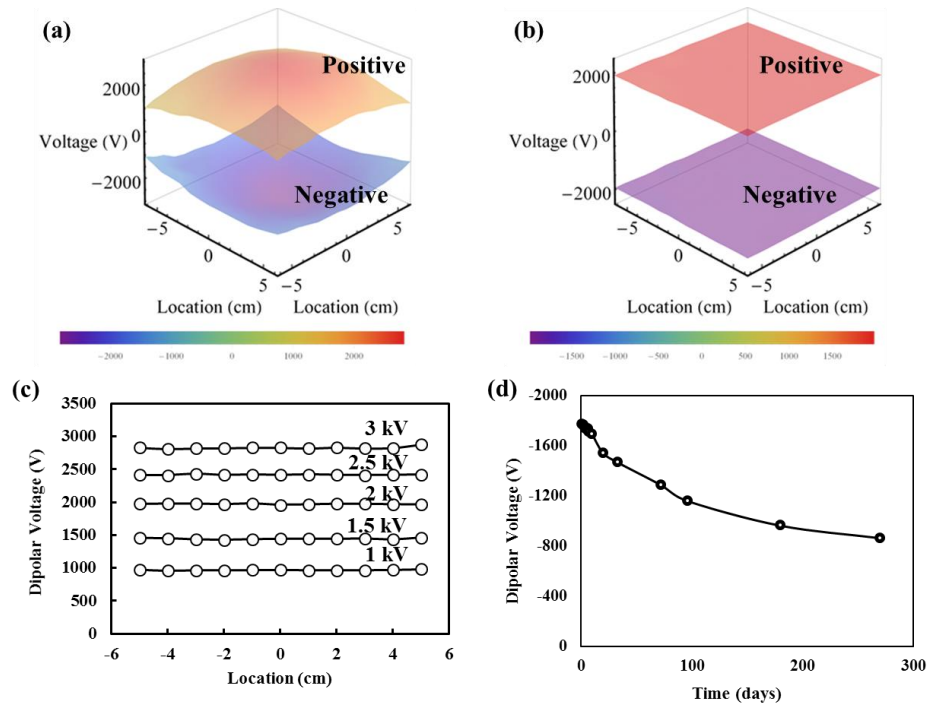 (a)
Positive
2000
Voltage (V)
0
−2000
Negative
−5
0
5
−5
0
5
Location (cm)
Location (cm)
−2000
−1000
0
1000
2000
(b)
Positive
2000
Voltage (V)
0
−2000
Negative
−5
0
5
−5
0
5
Location (cm)
Location (cm)
−1500
−1000
−500
0
500
1000
1500
(c)
3500
3000
2500
2000
1500
1000
500
0
Dipolar Voltage (V)
3 kV
2.5 kV
2 kV
1.5 kV
1 kV
-6
-4
-2
0
2
4
6
Location (cm)
(d)
-2000
-1600
-1200
-800
-400
0
Dipolar Voltage (V)
0
100
200
300
Time (days)